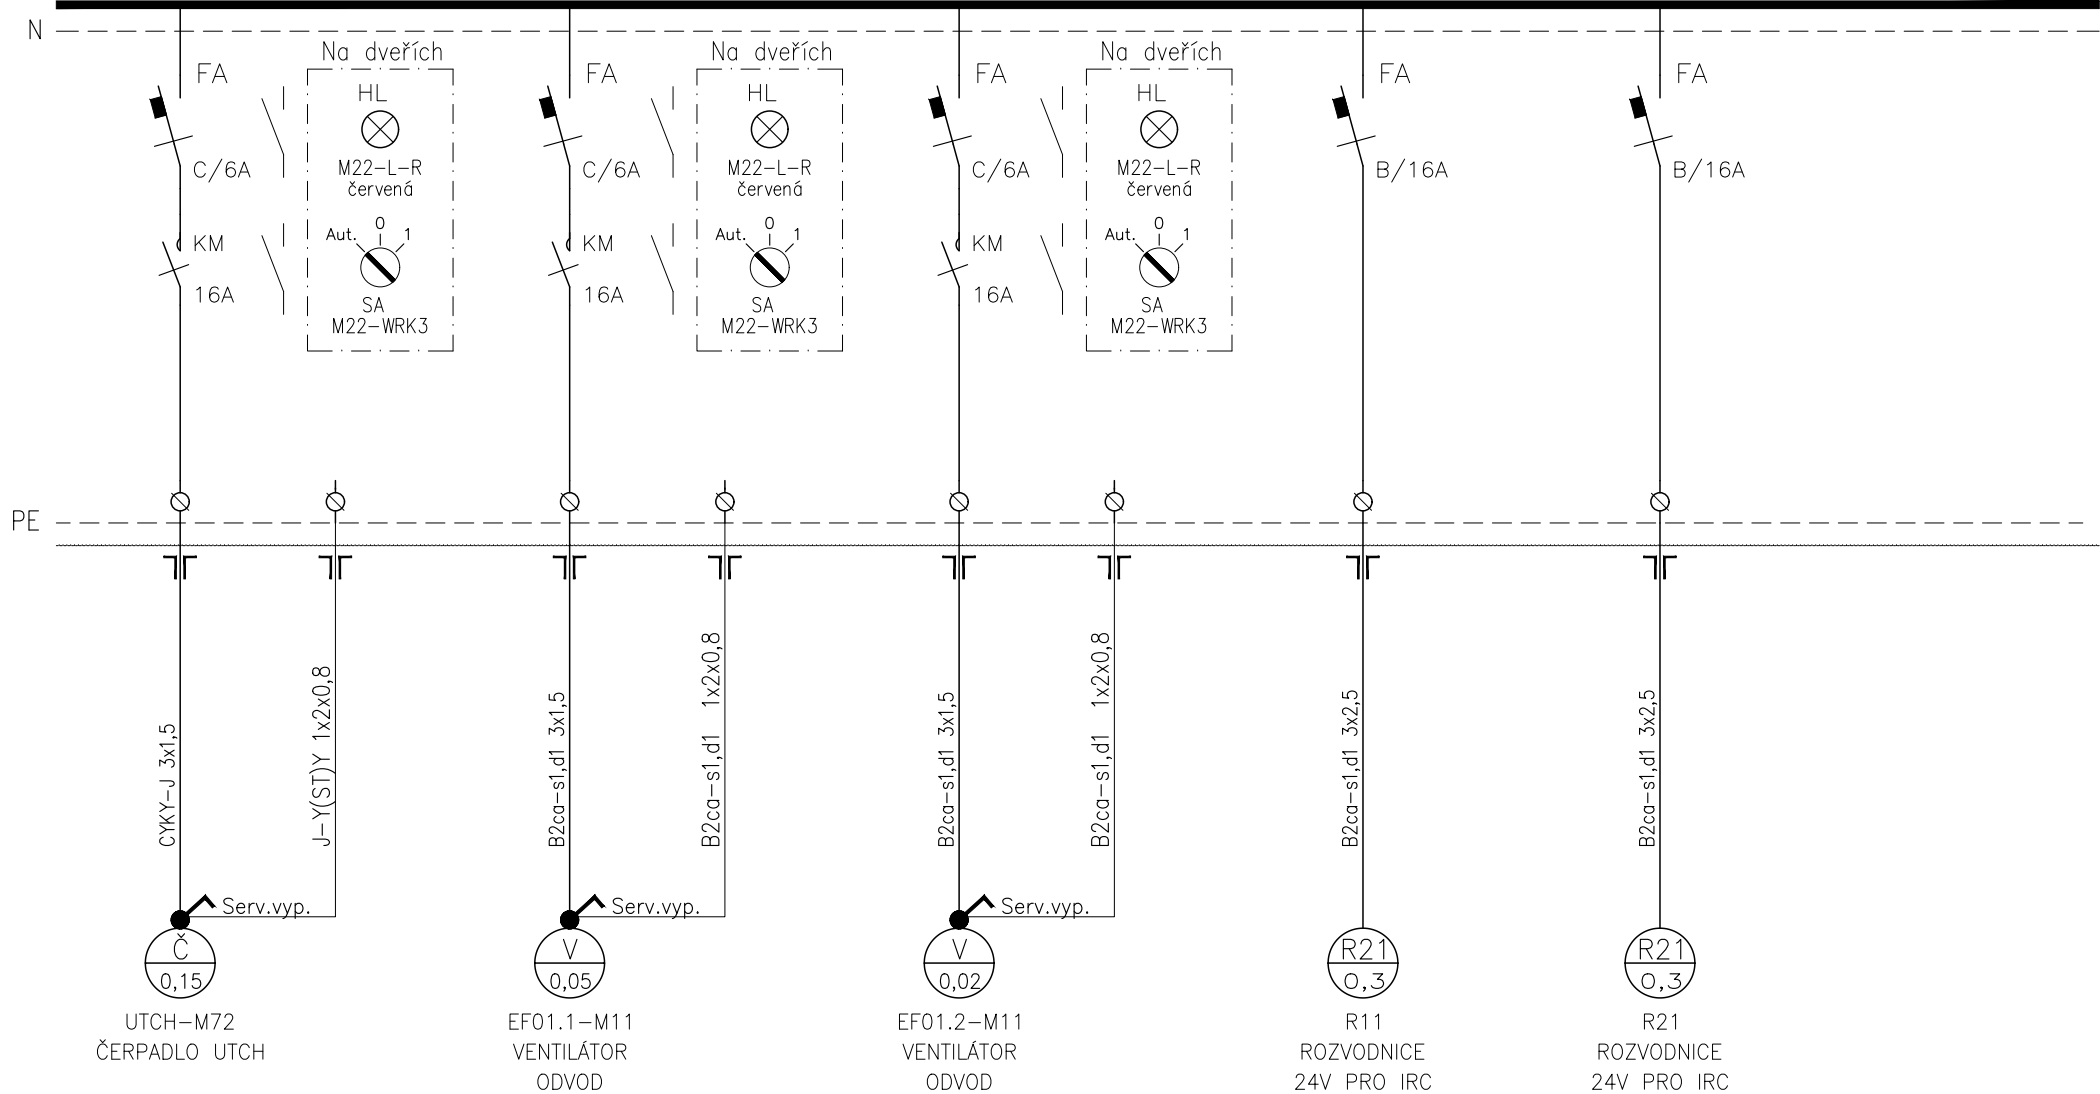 N
Na dveřích
Na dveřích
Na dveřích
FA
FA
FA
FA
FA
HL
HL
HL
C/6A
M22-L-R
červená
C/6A
M22-L-R
červená
C/6A
M22-L-R
červená
B/16A
B/16A
KM
16A
Aut. 0 1
SA
M22-WRK3
KM
16A
Aut. 0 1
SA
M22-WRK3
KM
16A
Aut. 0 1
SA
M22-WRK3
PE
CYKY-J 3x1,5
J-Y(ST)Y 1x2x0,8
B2ca-s1,d1 3x1,5
B2ca-s1,d1 1x2x0,8
B2ca-s1,d1 3x1,5
B2ca-s1,d1 1x2x0,8
B2ca-s1,d1 3x2,5
B2ca-s1,d1 3x2,5
Serv.vyp.
Serv.vyp.
Serv.vyp.
Č
0,15
UTCH-M72
ČERPADLO UTCH
V
0,05
EF01.1-M11
VENTILÁTOR
ODVOD
V
0,02
EF01.2-M11
VENTILÁTOR
ODVOD
R21
0,3
R11
ROZVODNICE
24V PRO IRC
R21
0,3
R21
ROZVODNICE
24V PRO IRC